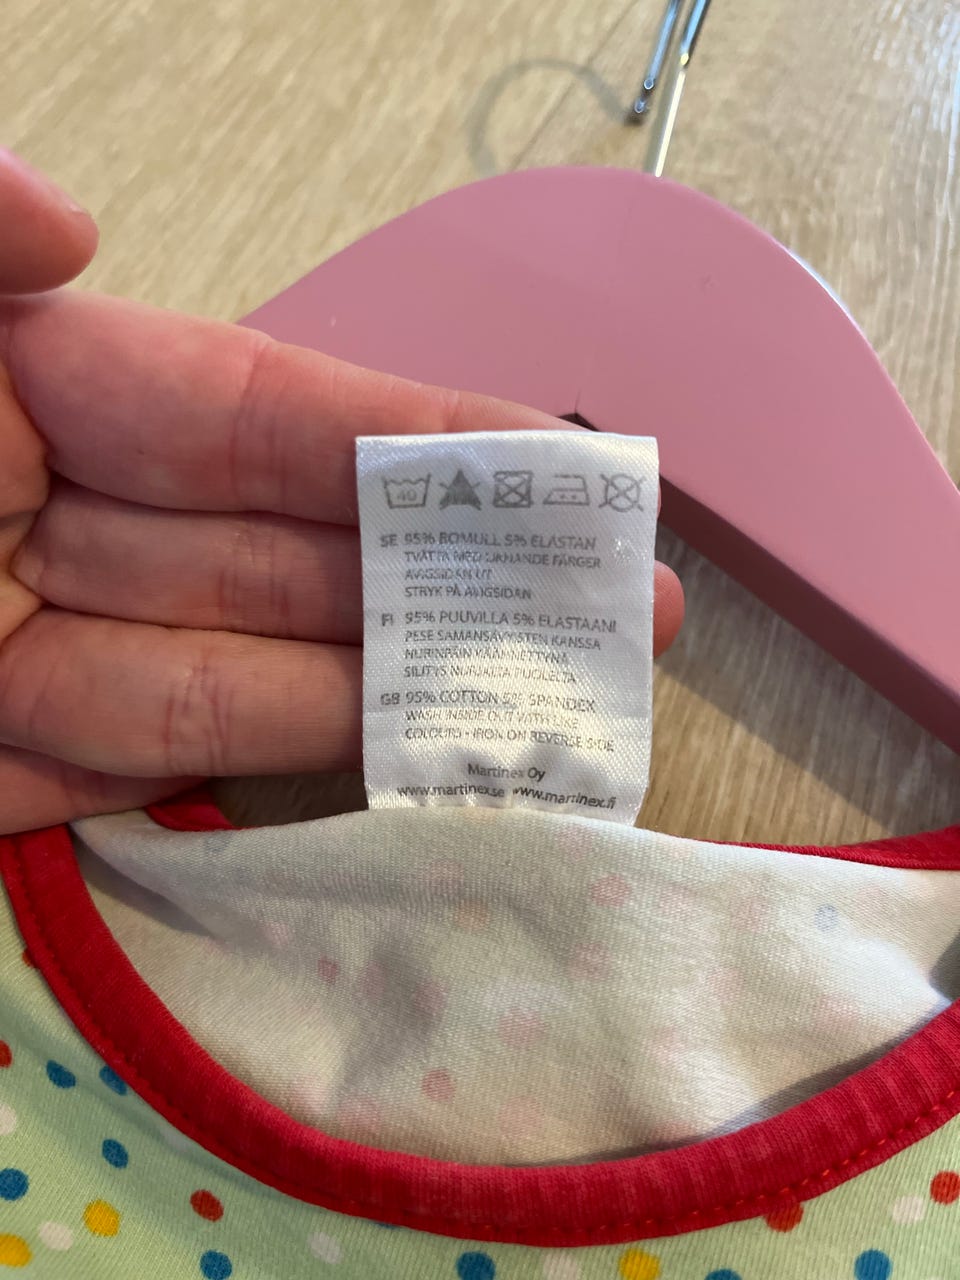 40
SE 95% BOMULL 5% ELASTAN
TVÄTTA MED LIKNANDE FÄRGER
AVIGSIDAN UT
STRYK PÅ AVIGSIDAN
FI 95% PUUVILLA 5% ELASTAANI
PESE SAMANSÄVYISTEN KANSSA
NURINPÄIN KÄÄNNETTYNÄ
SILITYS NURJALTA PUOLELTA
GB 95% COTTON 5% SPANDEX
WASH INSIDE OUT WITH LIKE
COLOURS - IRON ON REVERSE SIDE
Martinex Oy
www.martinex.se www.martinex.fi